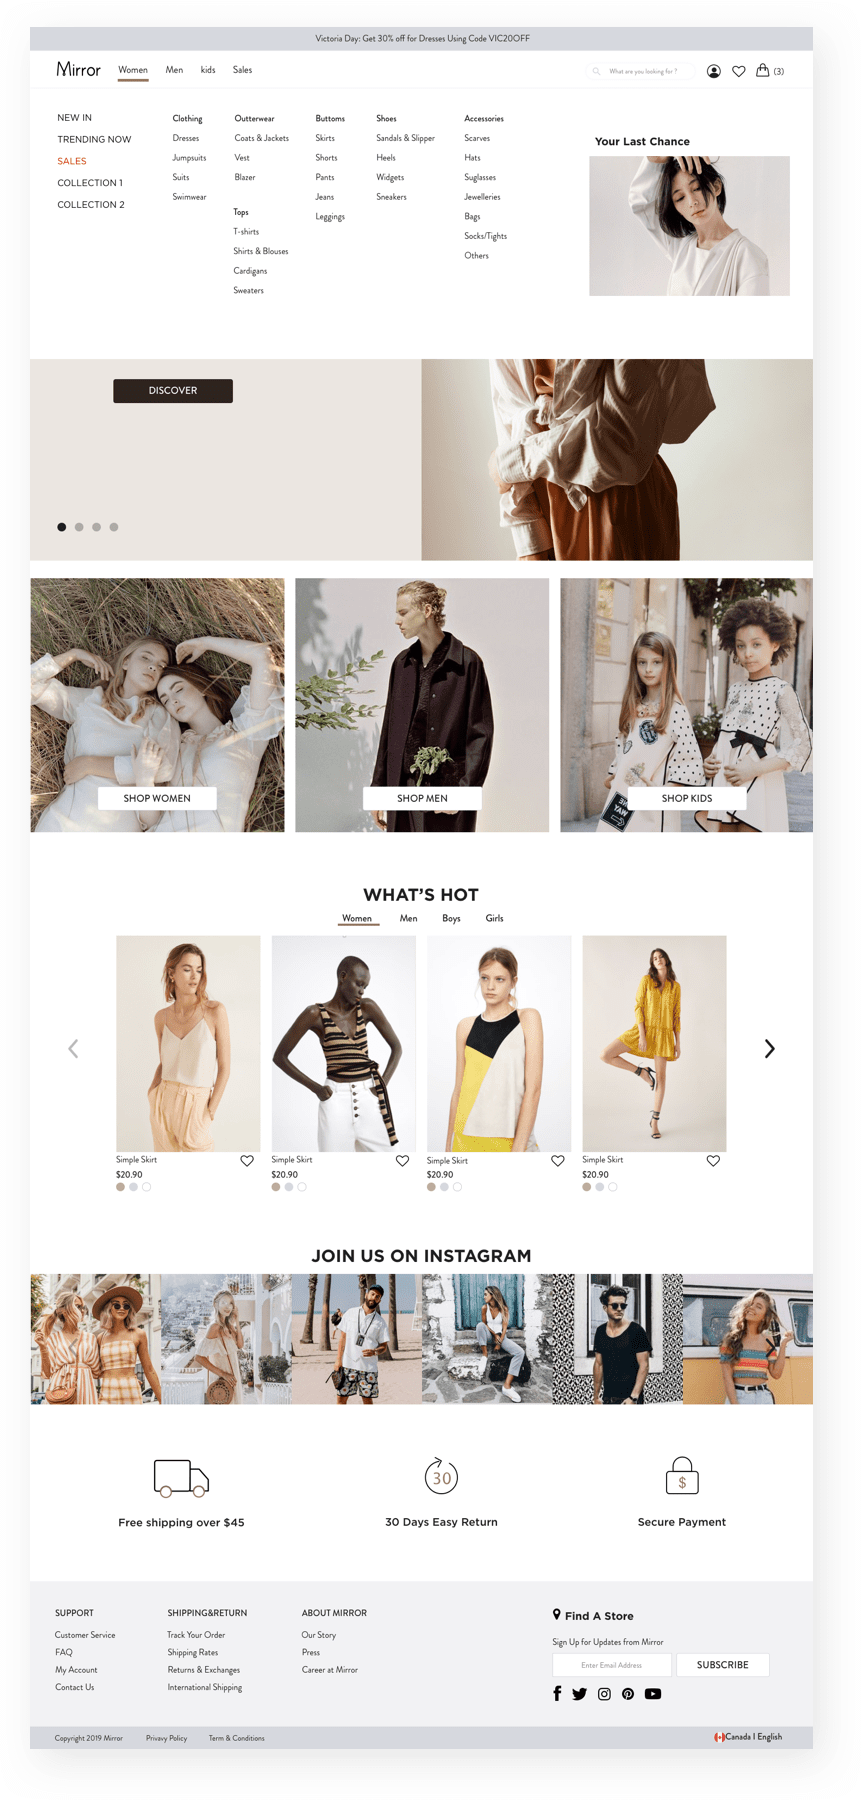 Victoria Day: Get 30% off for Dresses Using Code VIC20OFF
Mirror Women Men kids Sales What are you looking for ? (3)
NEW IN
TRENDING NOW
SALES
COLLECTION 1
COLLECTION 2
Clothing
Dresses
Jumpsuits
Suits
Swimwear
Outterwear
Coats & Jackets
Vest
Blazer
Tops
T-shirts
Shirts & Blouses
Cardigans
Sweaters
Buttoms
Skirts
Shorts
Pants
Jeans
Leggings
Shoes
Sandals & Slipper
Heels
Widgets
Sneakers
Accessories
Scarves
Hats
Suglasses
Jewelleries
Bags
Socks/Tights
Others
Your Last Chance
DISCOVER
SHOP WOMEN
SHOP MEN
SHOP KIDS
WHAT'S HOT
Women Men Boys Girls
Simple Skirt
$20.90
Simple Skirt
$20.90
Simple Skirt
$20.90
Simple Skirt
$20.90
JOIN US ON INSTAGRAM
30
$
Free shipping over $45
30 Days Easy Return
Secure Payment
SUPPORT
Customer Service
FAQ
My Account
Contact Us
SHIPPING&RETURN
Track Your Order
Shipping Rates
Returns & Exchanges
International Shipping
ABOUT MIRROR
Our Story
Press
Career at Mirror
Find A Store
Sign Up for Updates from Mirror
Enter Email Address
SUBSCRIBE
Copyright 2019 Mirror Privavy Policy Term & Conditions Canada I English